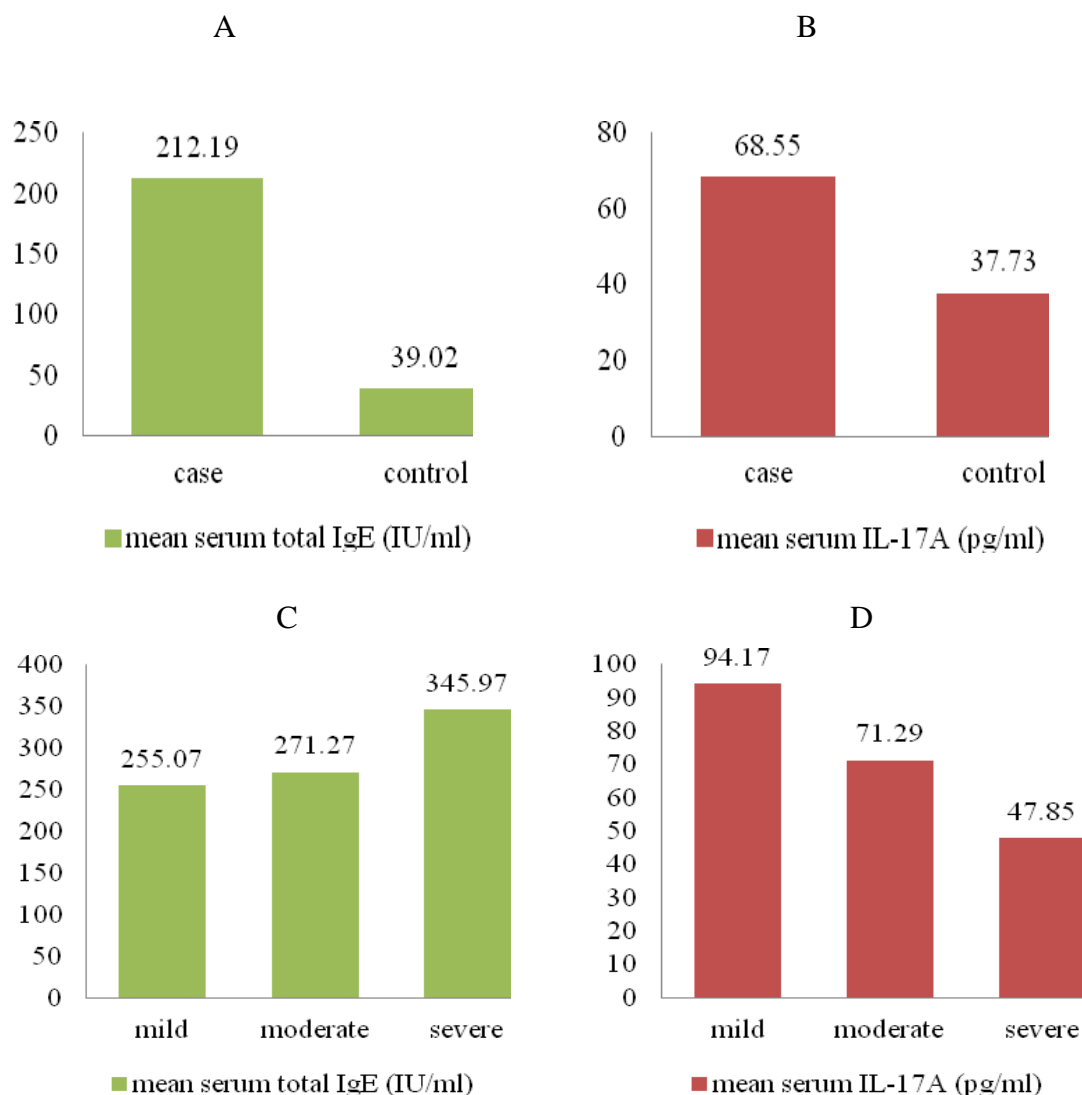 A
B
250
200
150
100
50
0
212.19
39.02
case
control
mean serum total IgE (IU/ml)
80
60
40
20
0
68.55
37.73
case
control
mean serum IL-17A (pg/ml)
C
D
400
350
300
250
200
150
100
50
0
255.07
271.27
345.97
mild
moderate
severe
mean serum total IgE (IU/ml)
100
90
80
70
60
50
40
30
20
10
0
94.17
71.29
47.85
mild
moderate
severe
mean serum IL-17A (pg/ml)